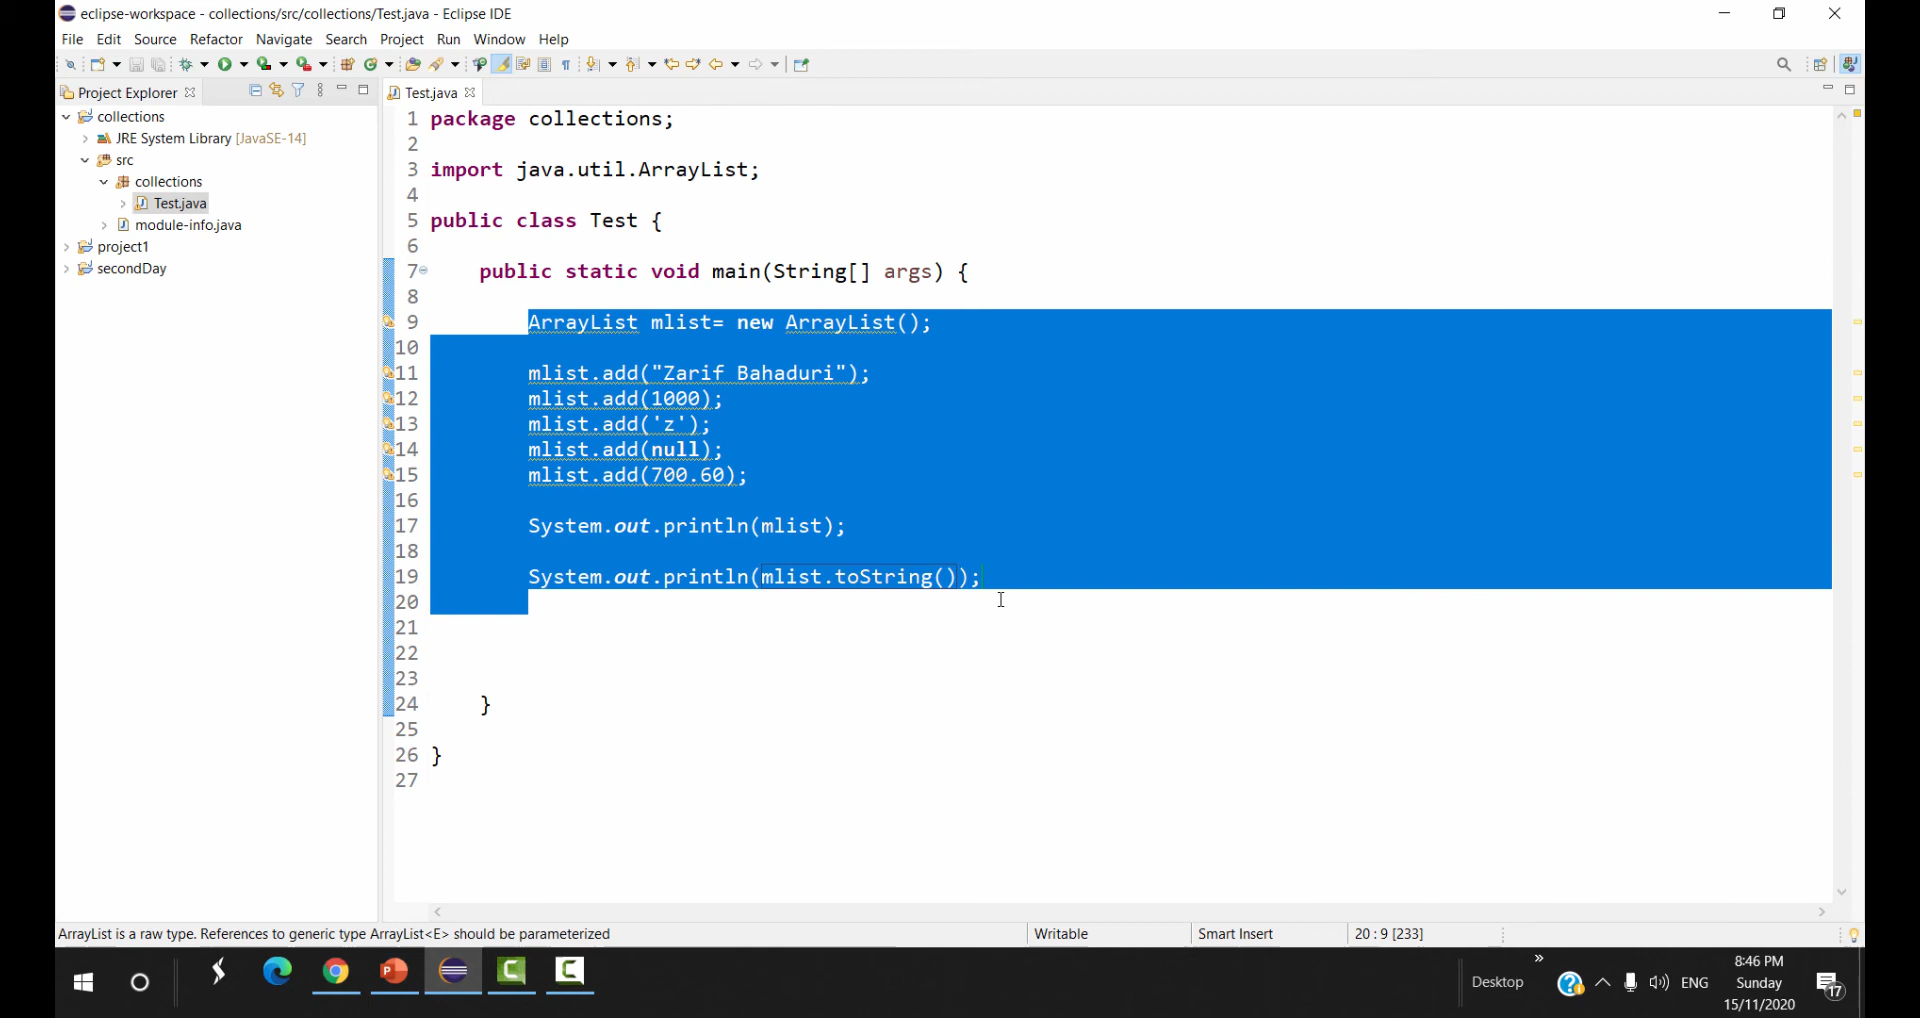 eclipse-workspace - collections/src/collections/Test.java - Eclipse IDE
File Edit Source Refactor Navigate Search Project Run Window Help
Project Explorer
Test.java
collections
JRE System Library [JavaSE-14]
src
collections
Test.java
module-info.java
project1
secondDay
1 package collections;
2
3 import java.util.ArrayList;
4
5 public class Test {
6
7 public static void main(String[] args) {
8
9 ArrayList mlist= new ArrayList();
10
11 mlist.add("Zarif Bahaduri");
12 mlist.add(1000);
13 mlist.add('z');
14 mlist.add(null);
15 mlist.add(700.60);
16
17 System.out.println(mlist);
18
19 System.out.println(mlist.toString());
20
21
22
23
24 }
25
26 }
27
ArrayList is a raw type. References to generic type ArrayList<E> should be parameterized
Writable
Smart Insert
20 : 9 [233]
Desktop
ENG
8:46 PM
Sunday
15/11/2020
17